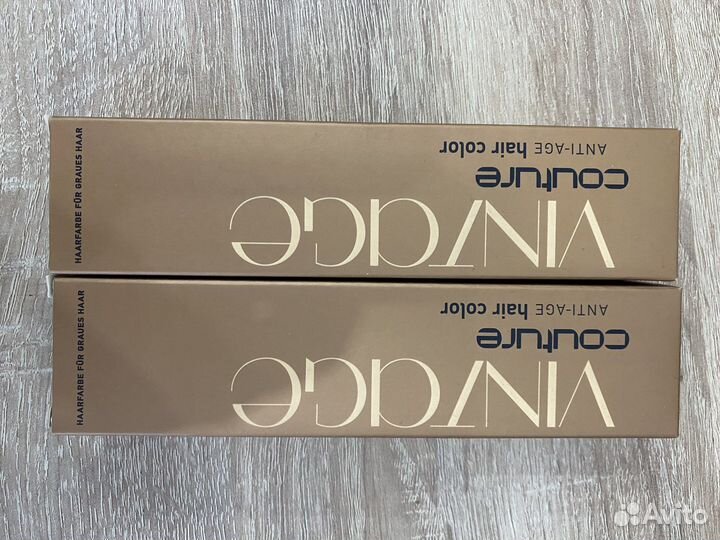 VINTAGE
couture
ANTI-AGE hair color
HAARFARBE FÜR GRAUES HAAR
VINTAGE
couture
ANTI-AGE hair color
HAARFARBE FÜR GRAUES HAAR
Avito